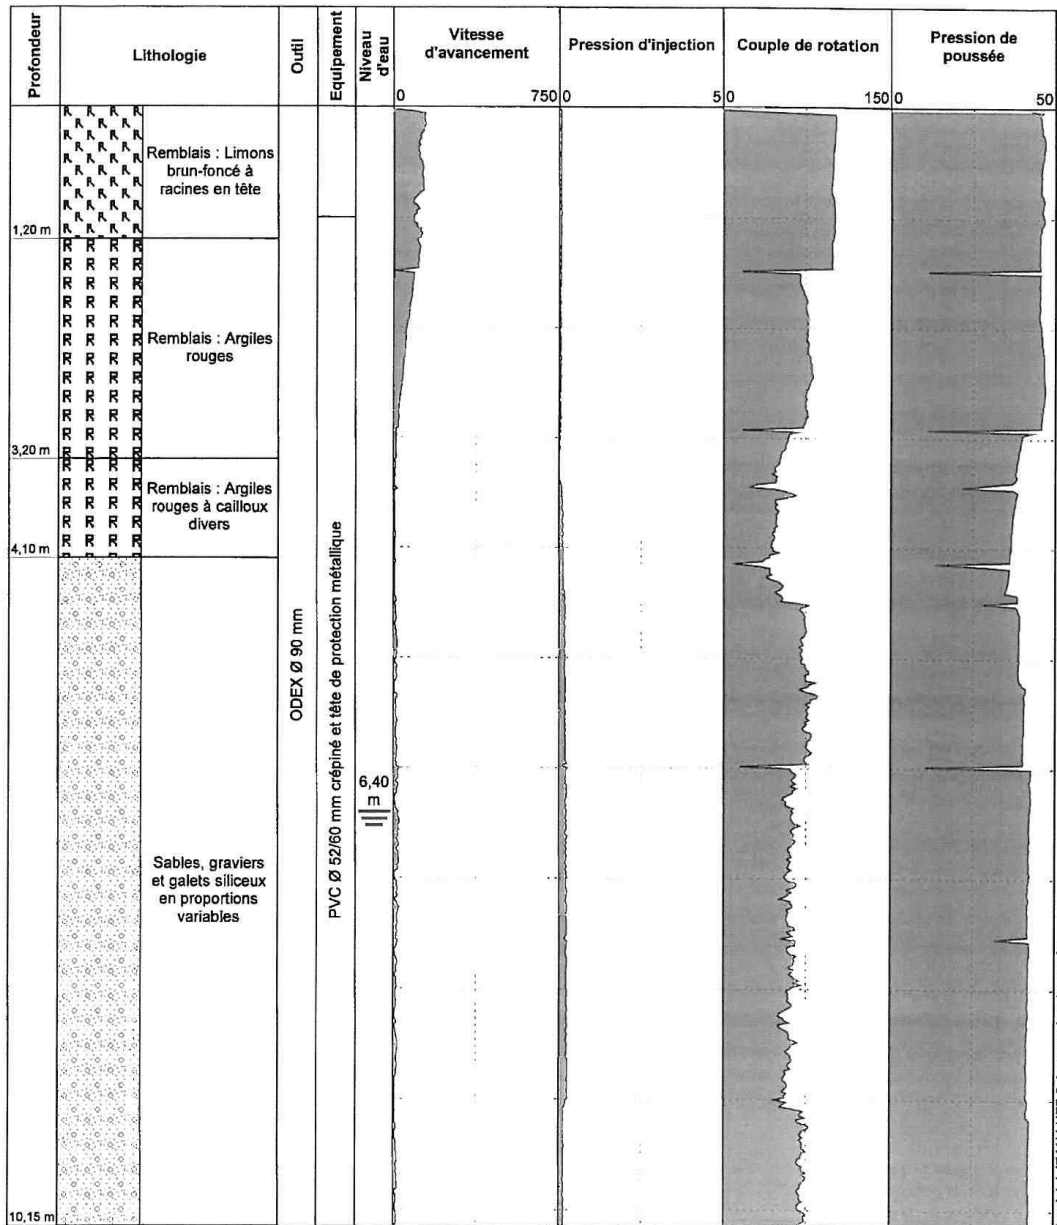 Profondeur
Lithologie
Outil
Equipement
Niveau
d'eau
Vitesse
d'avancement
Pression d'injection
Couple de rotation
Pression de
poussée
0
750
0
5
0
150
0
50
Remblais : Limons
brun-foncé à
racines en tête
1,20 m
Remblais : Argiles
rouges
3,20 m
Remblais : Argiles
rouges à cailloux
divers
4,10 m
ODEX Ø 90 mm
PVC Ø 52/60 mm crépiné et tête de protection métallique
6,40
m
Sables, graviers
et galets siliceux
en proportions
variables
10,15 m